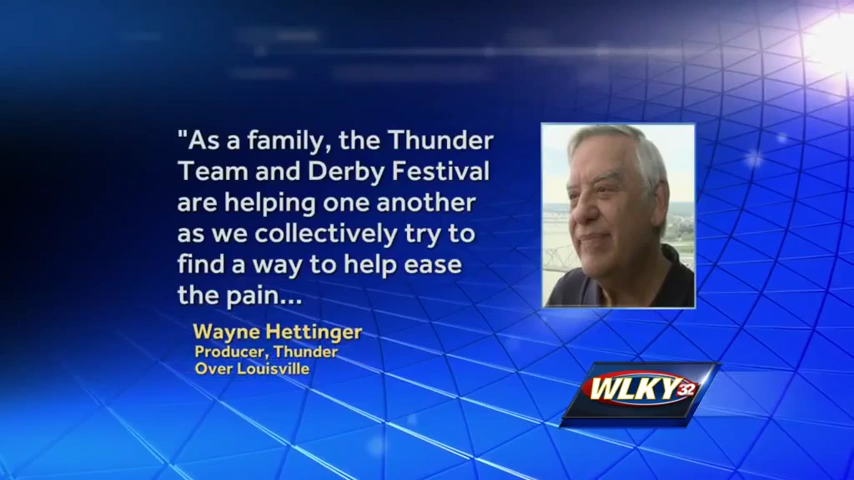 "As a family, the Thunder
Team and Derby Festival
are helping one another
as we collectively try to
find a way to help ease
the pain...
Wayne Hettinger
Producer, Thunder
Over Louisville
WLKY 32